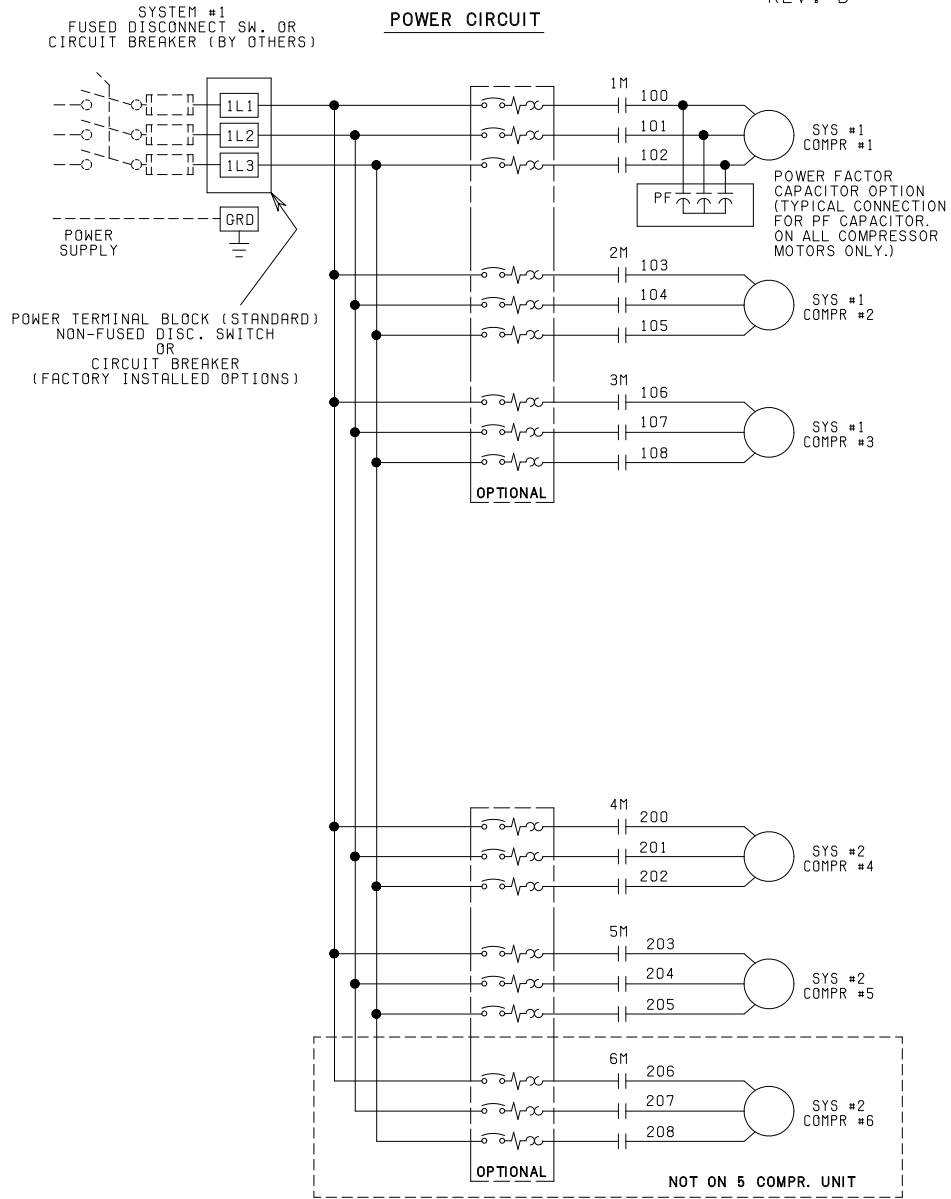 SYSTEM #1
FUSED DISCONNECT SW. OR
CIRCUIT BREAKER (BY OTHERS)
POWER CIRCUIT
1L1
1L2
1L3
GRD
POWER
SUPPLY
POWER TERMINAL BLOCK (STANDARD)
NON-FUSED DISC. SWITCH
OR
CIRCUIT BREAKER
(FACTORY INSTALLED OPTIONS)
1M
100
101
102
SYS #1
COMPR #1
PF
POWER FACTOR
CAPACITOR OPTION
(TYPICAL CONNECTION
FOR PF CAPACITOR.
ON ALL COMPRESSOR
MOTORS ONLY.)
2M
103
104
105
SYS #1
COMPR #2
3M
106
107
108
SYS #1
COMPR #3
OPTIONAL
4M
200
201
202
SYS #2
COMPR #4
5M
203
204
205
SYS #2
COMPR #5
6M
206
207
208
SYS #2
COMPR #6
OPTIONAL
NOT ON 5 COMPR. UNIT